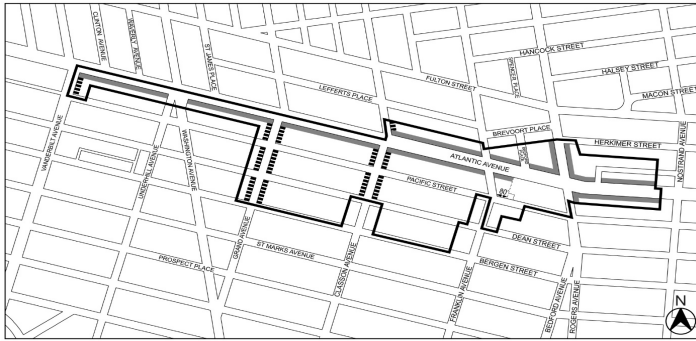 CLINTON AVENUE
WAVERLY AVENUE
ST JAMES PLACE
LEFFERTS PLACE
FULTON STREET
HANCOCK STREET
SPENCER PLACE
HALSEY STREET
MACON STREET
BREVOORT PLACE
HERKIMER STREET
NOSTRAND AVENUE
ATLANTIC AVENUE
VANDERBILT AVENUE
UNDERHILL AVENUE
WASHINGTON AVENUE
PACIFIC STREET
80'
GRAND AVENUE
ST MARKS AVENUE
PROSPECT PLACE
CLASSON AVENUE
FRANKLIN AVENUE
DEAN STREET
BERGEN STREET
BEDFORD AVENUE
ROGERS AVENUE
N